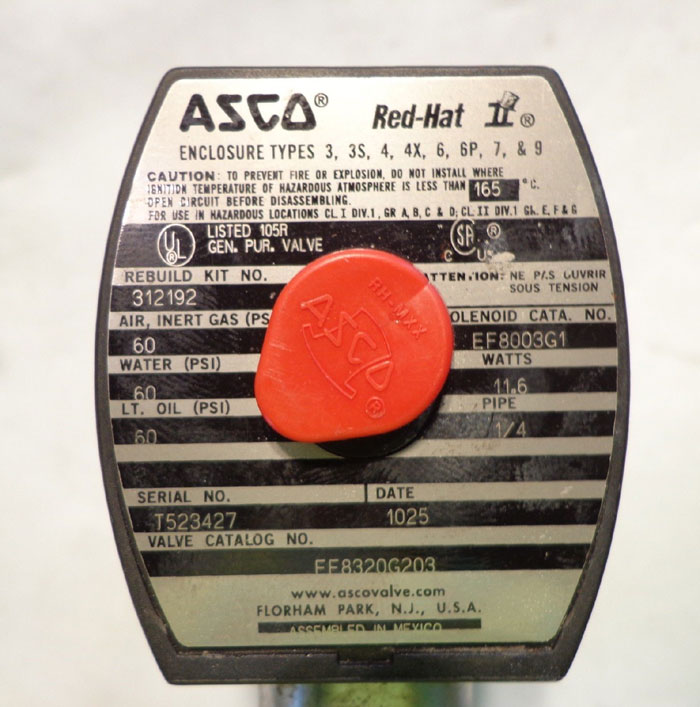 ASCO® Red-Hat II®
ENCLOSURE TYPES 3, 3S, 4, 4X, 6, 6P, 7, & 9
CAUTION: TO PREVENT FIRE OR EXPLOSION, DO NOT INSTALL WHERE
IGNITION TEMPERATURE OF HAZARDOUS ATMOSPHERE IS LESS THAN 165 °C.
OPEN CIRCUIT BEFORE DISASSEMBLING.
FOR USE IN HAZARDOUS LOCATIONS CL. I DIV.1, GR A, B, C & D; CL. II DIV.1 GR. E, F & G
UL LISTED 105R
GEN. PUR. VALVE
SA® C US
REBUILD KIT NO.
312192
ATTENTION: NE PAS OUVRIR
SOUS TENSION
AIR, INERT GAS
CATA. NO.
60
EF8003G1
WATER (PSI)
WATTS
60
11.6
LT. OIL (PSI)
PIPE
60
1/4
RH-MXX
ASCO®
SERIAL NO. DATE
T523427 1025
VALVE CATALOG NO.
EF8320G203
www.ascovalve.com
FLORHAM PARK, N.J., U.S.A.
ASSEMBLED IN MEXICO